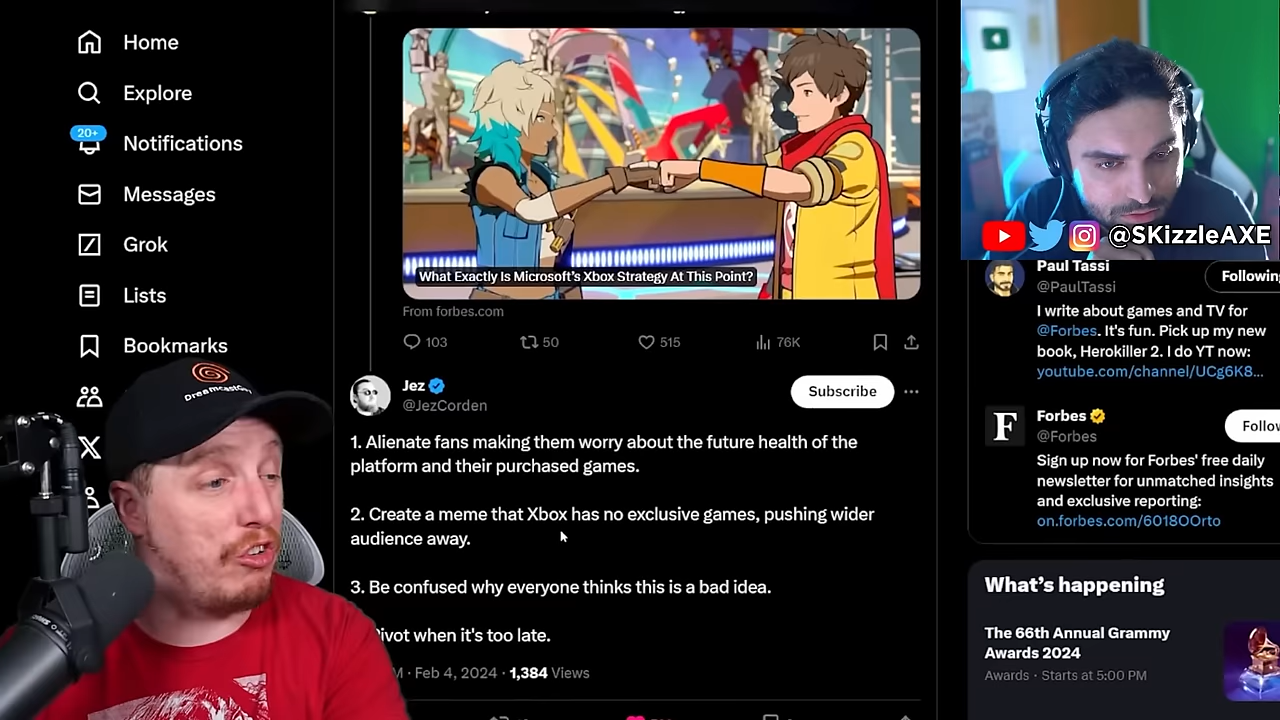 Home
Explore
20+
Notifications
Messages
Grok
Lists
Bookmarks
What Exactly Is Microsoft's Xbox Strategy At This Point?
From forbes.com
103
50
515
76K
Jez
@JezCorden
Subscribe
1. Alienate fans making them worry about the future health of the
platform and their purchased games.
2. Create a meme that Xbox has no exclusive games, pushing wider
audience away.
3. Be confused why everyone thinks this is a bad idea.
ivot when it's too late.
M · Feb 4, 2024 · 1,384 Views
@SKizzleAXE
Paul Tassi
@PaulTassi
Following
I write about games and TV for
@Forbes. It's fun. Pick up my new
book, Herokiller 2. I do YT now:
youtube.com/channel/UCg6K8...
Forbes
@Forbes
Follow
Sign up now for Forbes' free daily
newsletter for unmatched insights
and exclusive reporting:
on.forbes.com/6018OOrto
What's happening
The 66th Annual Grammy
Awards 2024
Awards · Starts at 5:00 PM